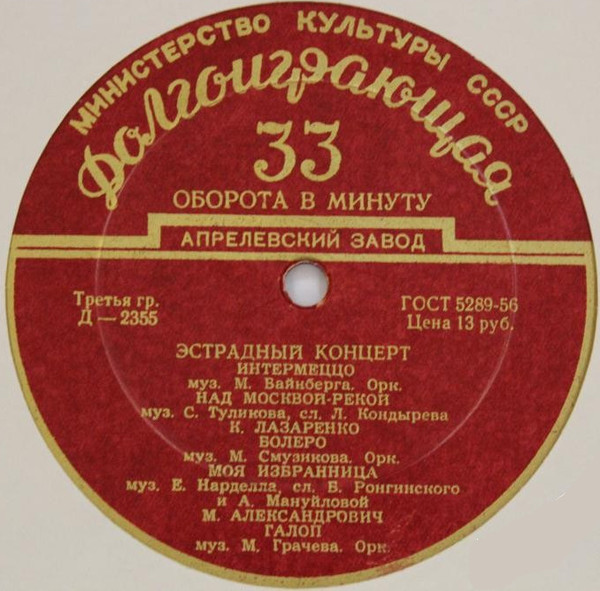 МИНИСТЕРСТВО КУЛЬТУРЫ СССР
Долгоиграющая
33
ОБОРОТА В МИНУТУ
АПРЕЛЕВСКИЙ ЗАВОД
Третья гр.
Д — 2355
ГОСТ 5289-56
Цена 13 руб.
ЭСТРАДНЫЙ КОНЦЕРТ
ИНТЕРМЕЦЦО
муз. М. Вайнберга. Орк.
НАД МОСКВОЙ-РЕКОЙ
муз. С. Туликова, сл. Л. Кондырева
К. ЛАЗАРЕНКО
БОЛЕРО
муз. М. Смузикова. Орк.
МОЯ ИЗБРАННИЦА
муз. Е. Нарделла, сл. Б. Ронгинского
и А. Мануйловой
М. АЛЕКСАНДРОВИЧ
ГАЛОП
муз. М. Грачева. Орк.